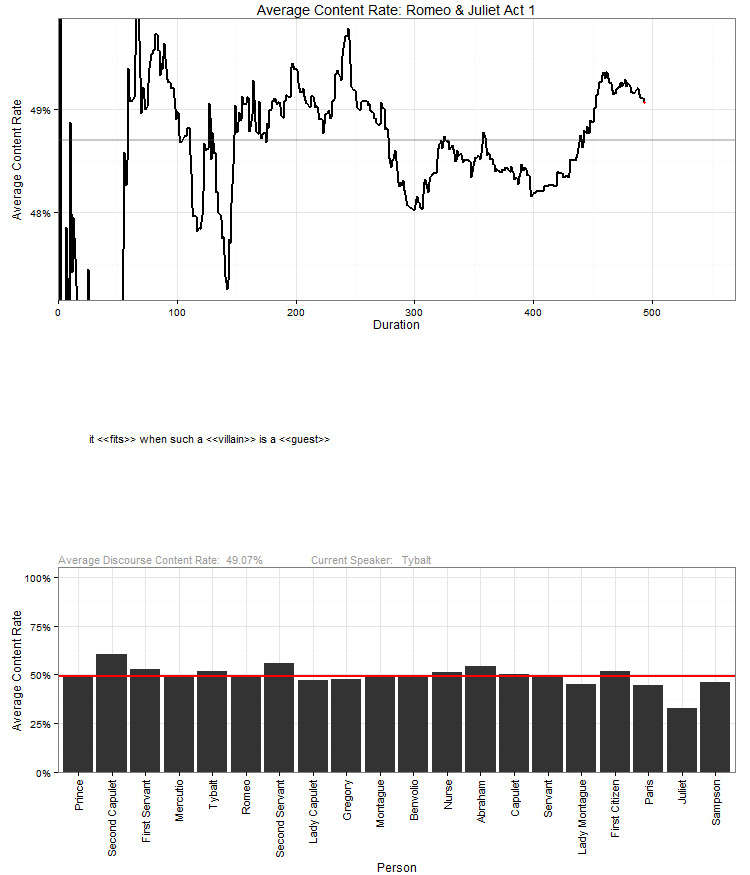 Average Content Rate: Romeo & Juliet Act 1
Average Content Rate
49%
48%
0 100 200 300 400 500
Duration
it <<fits>> when such a <<villain>> is a <<guest>>
Average Discourse Content Rate: 49.07% Current Speaker: Tybalt
Average Content Rate
100%
75%
50%
25%
0%
Prince
Second Capulet
First Servant
Mercutio
Tybalt
Romeo
Second Servant
Lady Capulet
Gregory
Montague
Benvolio
Nurse
Abraham
Capulet
Servant
Lady Montague
First Citizen
Paris
Juliet
Sampson
Person